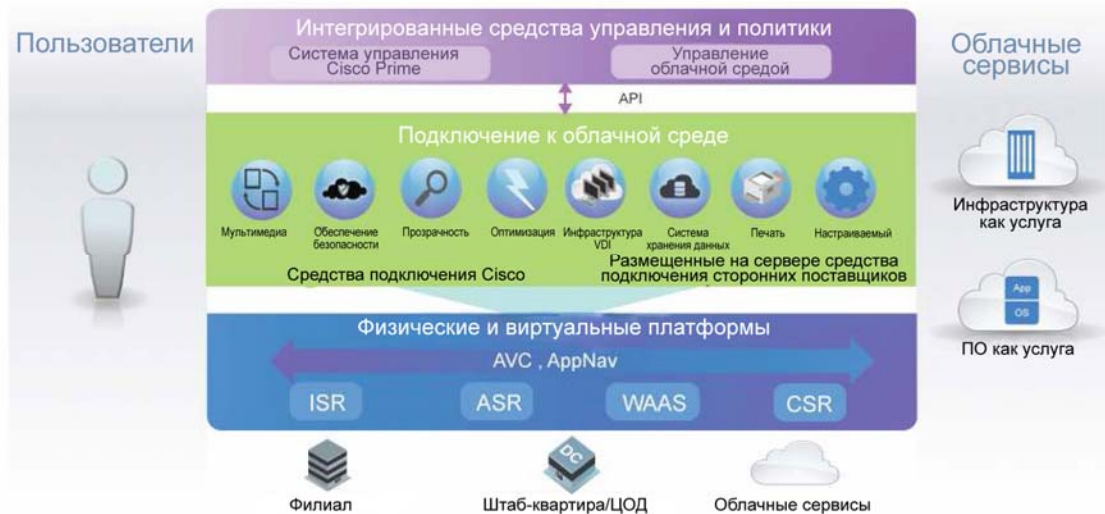 Пользователи
Интегрированные средства управления и политики
Система управления
Cisco Prime
Управление
облачной средой
API
Подключение к облачной среде
Мультимедиа
Обеспечение
безопасности
Прозрачность
Оптимизация
Инфраструктура
VDI
Система
хранения данных
Печать
Настраиваемый
Средства подключения Cisco
Размещенные на сервере средства
подключения сторонних поставщиков
Физические и виртуальные платформы
AVC , AppNav
ISR
ASR
WAAS
CSR
Филиал
DC
Штаб-квартира/ЦОД
Облачные сервисы
Облачные
сервисы
Инфраструктура
как услуга
App
OS
ПО как услуга